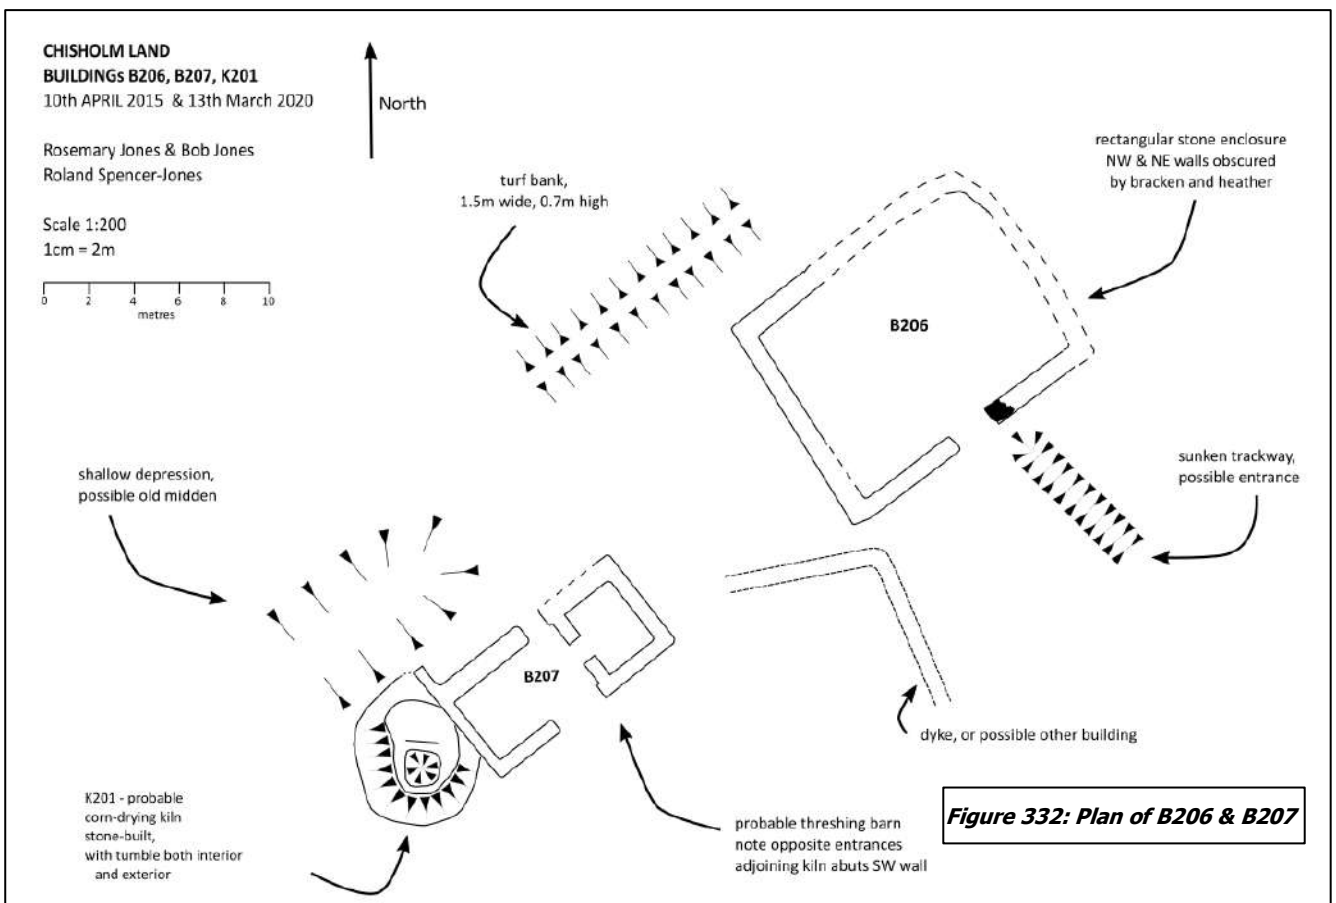 CHISHOLM LAND
BUILDINGs B206, B207, K201
10th APRIL 2015 & 13th March 2020
Rosemary Jones & Bob Jones
Roland Spencer-Jones
Scale 1:200
1cm = 2m
0 2 4 6 8 10
metres
North
turf bank,
1.5m wide, 0.7m high
rectangular stone enclosure
NW & NE walls obscured
by bracken and heather
B206
shallow depression,
possible old midden
sunken trackway,
possible entrance
B207
dyke, or possible other building
K201 - probable
corn-drying kiln
stone-built,
with tumble both interior
and exterior
probable threshing barn
note opposite entrances
adjoining kiln abuts SW wall
Figure 332: Plan of B206 & B207